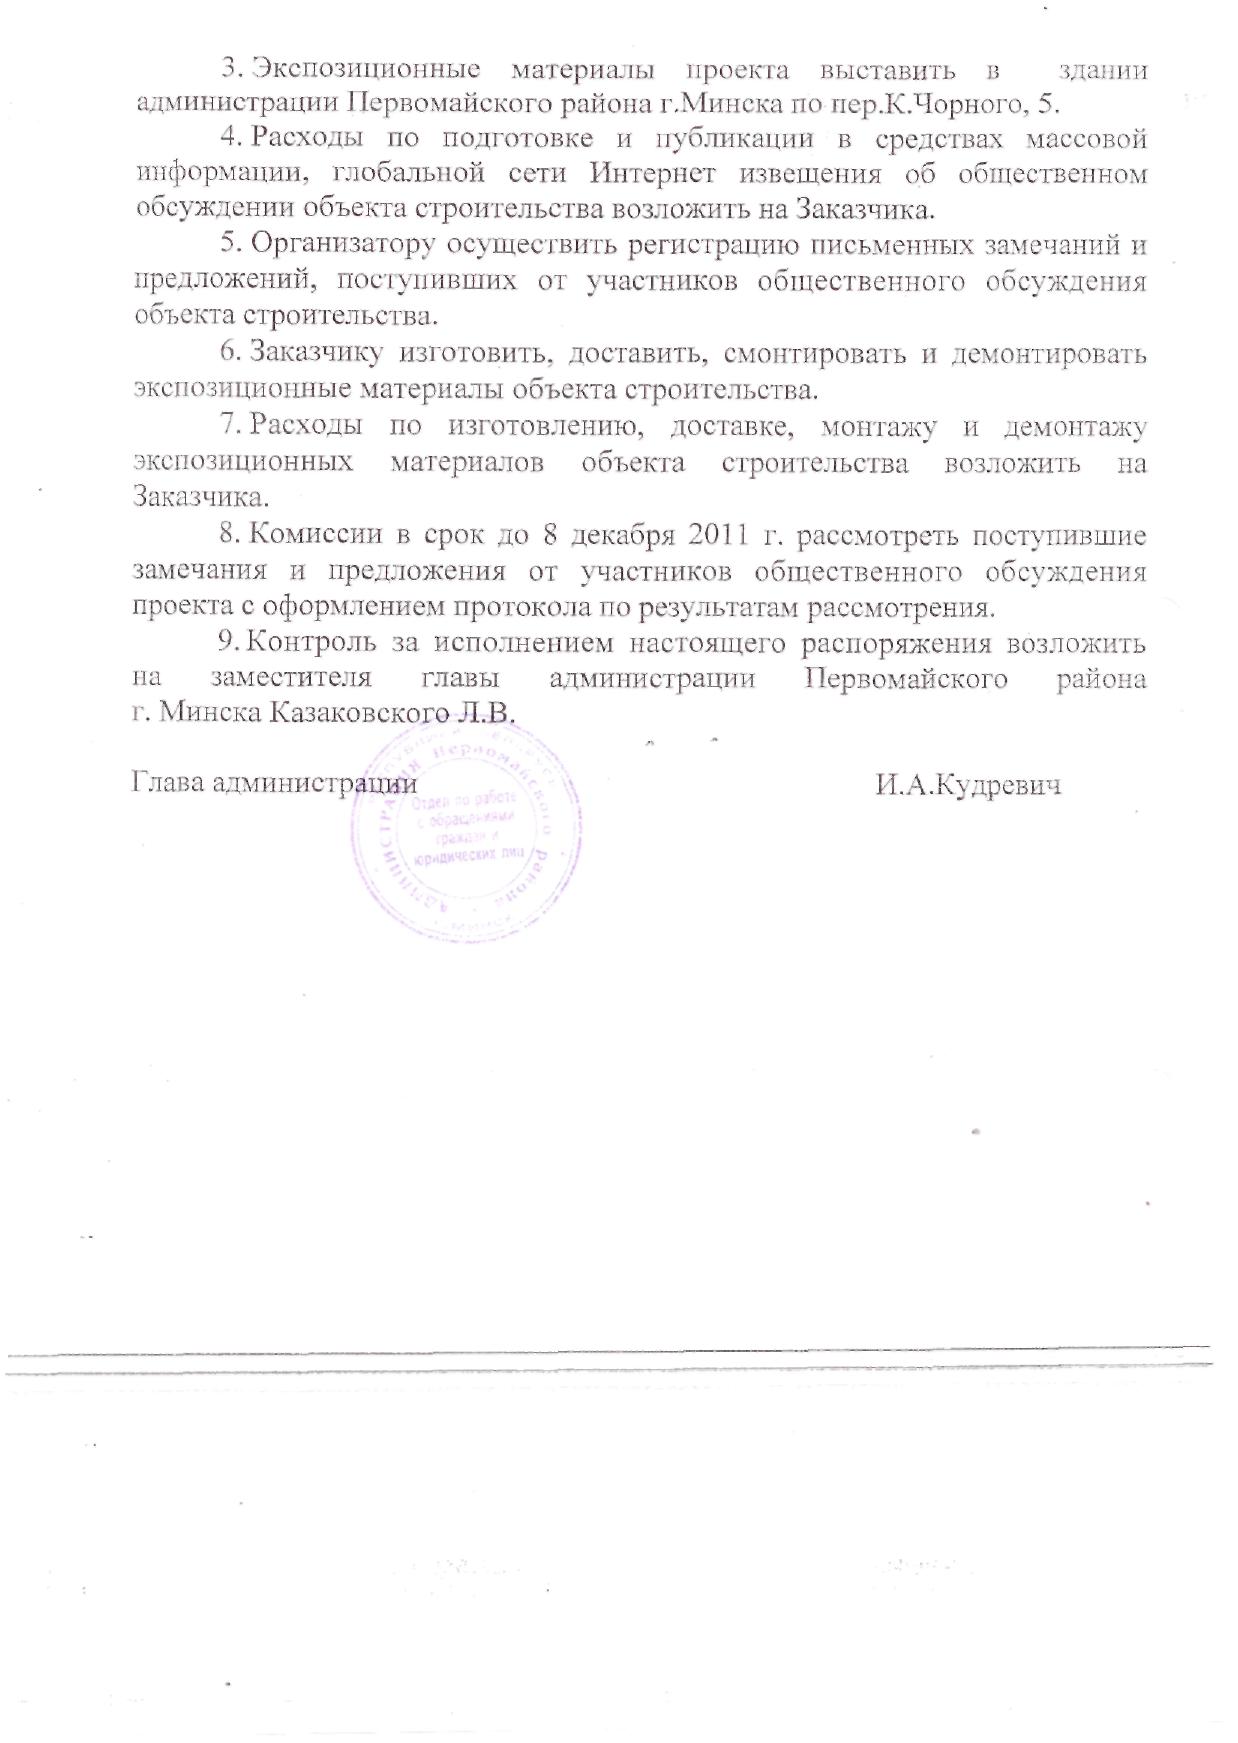 3. Экспозиционные материалы проекта выставить в здании
администрации Первомайского района г.Минска по пер.К.Чорного, 5.
4. Расходы по подготовке и публикации в средствах массовой
информации, глобальной сети Интернет извещения об общественном
обсуждении объекта строительства возложить на Заказчика.
5. Организатору осуществить регистрацию письменных замечаний и
предложений, поступивших от участников общественного обсуждения
объекта строительства.
6. Заказчику изготовить, доставить, смонтировать и демонтировать
экспозиционные материалы объекта строительства.
7. Расходы по изготовлению, доставке, монтажу и демонтажу
экспозиционных материалов объекта строительства возложить на
Заказчика.
8. Комиссии в срок до 8 декабря 2011 г. рассмотреть поступившие
замечания и предложения от участников общественного обсуждения
проекта с оформлением протокола по результатам рассмотрения.
9. Контроль за исполнением настоящего распоряжения возложить
на заместителя главы администрации Первомайского района
г. Минска Казаковского Л.В.
Глава администрации И.А.Кудревич
Администрация Первомайского района
Отдел по работе
с обращениями
граждан и
юридических лиц